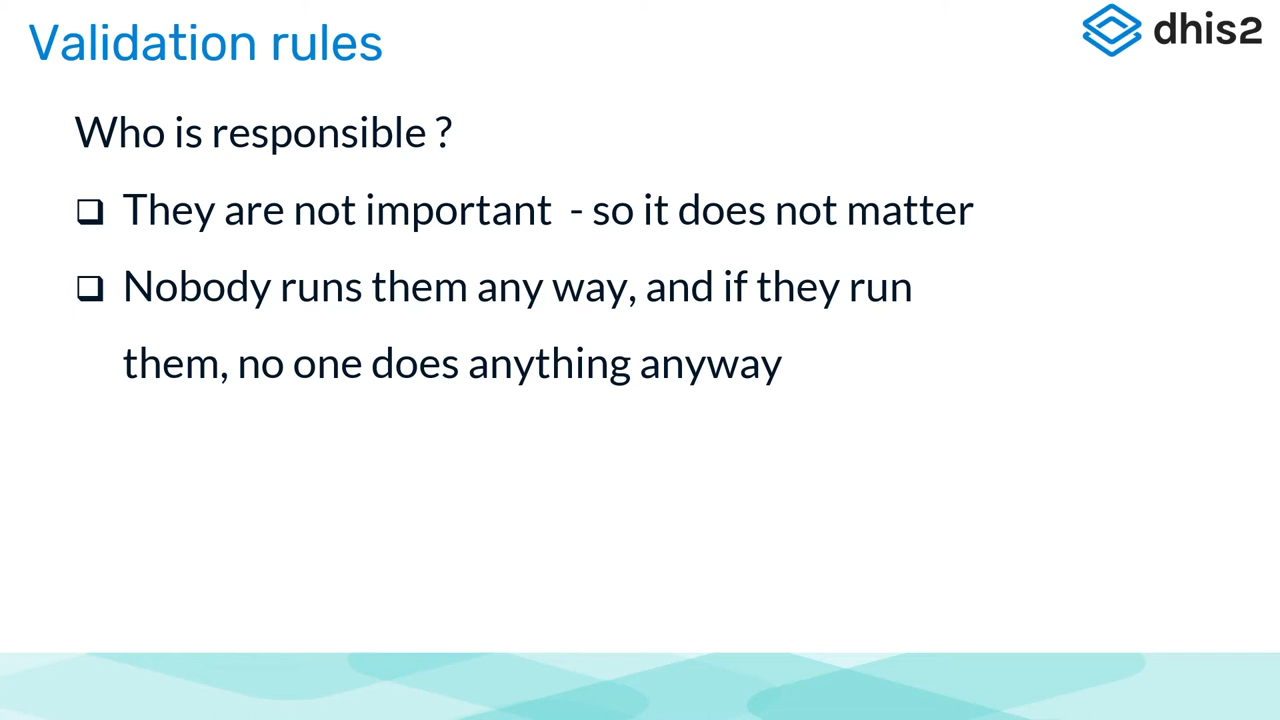 Validation rules
dhis2
Who is responsible ?
They are not important - so it does not matter
Nobody runs them any way, and if they run
them, no one does anything anyway